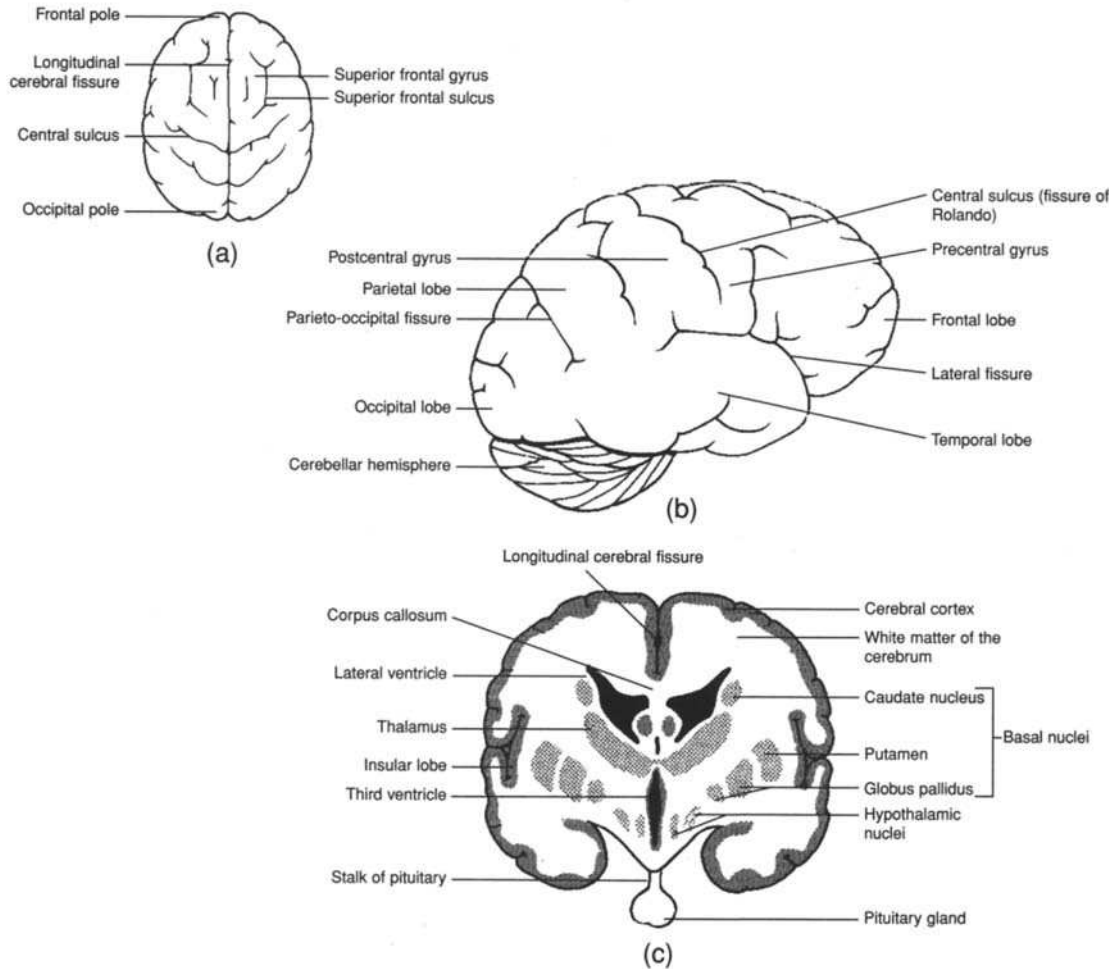 Frontal pole
Longitudinal
cerebral fissure
Superior frontal gyrus
Superior frontal sulcus
Central sulcus
Occipital pole
(a)
Central sulcus (fissure of
Rolando)
Postcentral gyrus
Precentral gyrus
Parietal lobe
Parieto-occipital fissure
Frontal lobe
Lateral fissure
Occipital lobe
Temporal lobe
Cerebellar hemisphere
(b)
Longitudinal cerebral fissure
Corpus callosum
Cerebral cortex
White matter of the
cerebrum
Lateral ventricle
Caudate nucleus
Thalamus
Basal nuclei
Putamen
Insular lobe
Third ventricle
Globus pallidus
Hypothalamic
nuclei
Stalk of pituitary
Pituitary gland
(c)